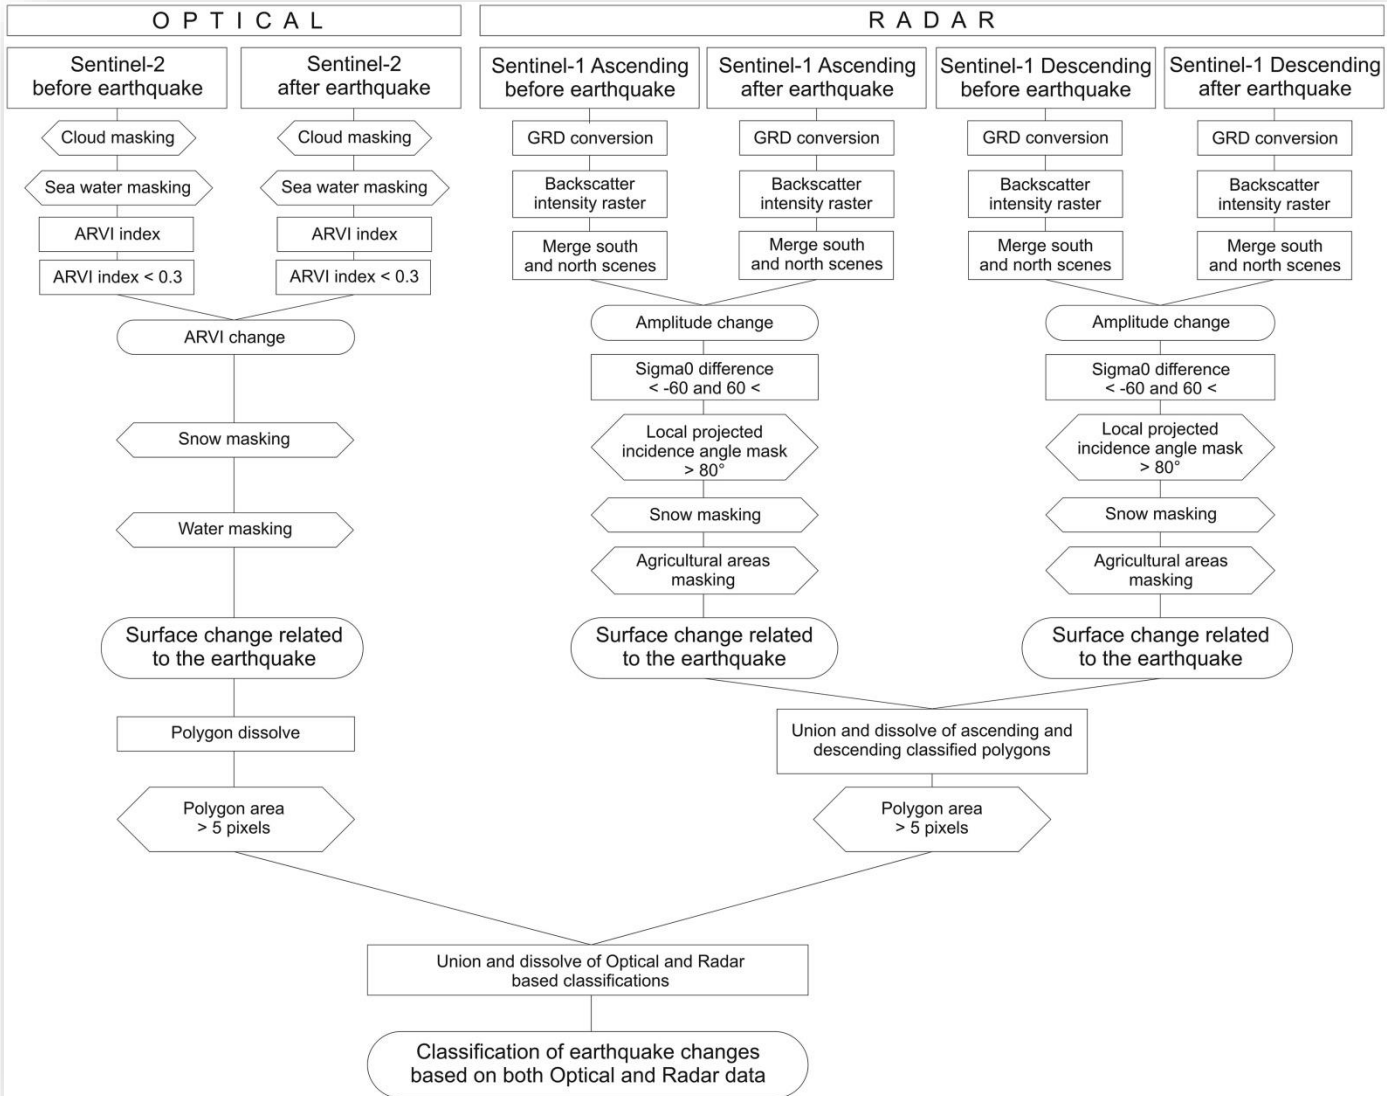 O P T I C A L
R A D A R
Sentinel-2
before earthquake
Sentinel-2
after earthquake
Sentinel-1 Ascending
before earthquake
Sentinel-1 Ascending
after earthquake
Sentinel-1 Descending
before earthquake
Sentinel-1 Descending
after earthquake
Cloud masking
Cloud masking
GRD conversion
GRD conversion
GRD conversion
GRD conversion
Sea water masking
Sea water masking
Backscatter
intensity raster
Backscatter
intensity raster
Backscatter
intensity raster
Backscatter
intensity raster
ARVI index
ARVI index
Merge south
and north scenes
Merge south
and north scenes
Merge south
and north scenes
Merge south
and north scenes
ARVI index < 0.3
ARVI index < 0.3
ARVI change
Amplitude change
Amplitude change
Sigma0 difference
< -60 and 60 <
Sigma0 difference
< -60 and 60 <
Snow masking
Local projected
incidence angle mask
> 80°
Local projected
incidence angle mask
> 80°
Water masking
Snow masking
Snow masking
Agricultural areas
masking
Agricultural areas
masking
Surface change related
to the earthquake
Surface change related
to the earthquake
Surface change related
to the earthquake
Polygon dissolve
Union and dissolve of ascending and
descending classified polygons
Polygon area
> 5 pixels
Polygon area
> 5 pixels
Union and dissolve of Optical and Radar
based classifications
Classification of earthquake changes
based on both Optical and Radar data